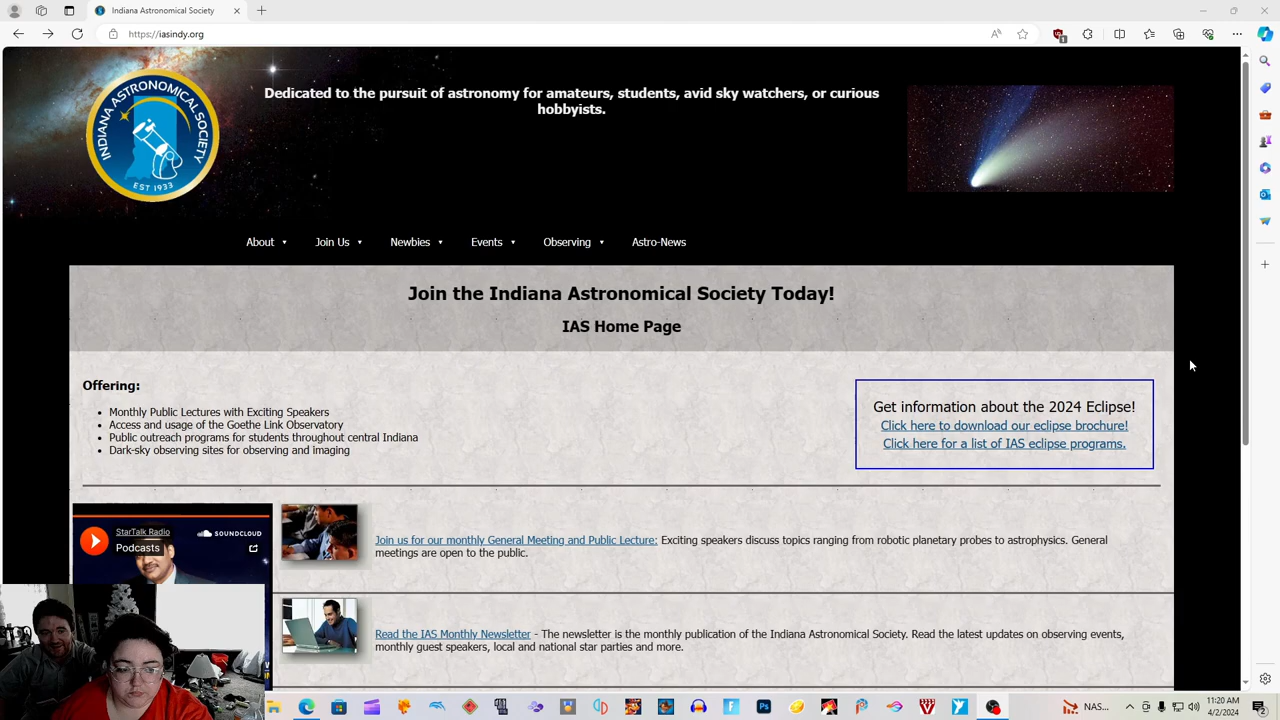 Indiana Astronomical Society
https://iasindy.org
1
INDIANA ASTRONOMICAL SOCIETY
EST 1933
Dedicated to the pursuit of astronomy for amateurs, students, avid sky watchers, or curious
hobbyists.
About
Join Us
Newbies
Events
Observing
Astro-News
Join the Indiana Astronomical Society Today!
IAS Home Page
Offering:
Monthly Public Lectures with Exciting Speakers
Access and usage of the Goethe Link Observatory
Public outreach programs for students throughout central Indiana
Dark-sky observing sites for observing and imaging
Get information about the 2024 Eclipse!
Click here to download our eclipse brochure!
Click here for a list of IAS eclipse programs.
StarTalk Radio
Podcasts
SOUNDCLOUD
Join us for our monthly General Meeting and Public Lecture: Exciting speakers discuss topics ranging from robotic planetary probes to astrophysics. General
meetings are open to the public.
Read the IAS Monthly Newsletter - The newsletter is the monthly publication of the Indiana Astronomical Society. Read the latest updates on observing events,
monthly guest speakers, local and national star parties and more.
NAS...
11:20 AM
4/2/2024